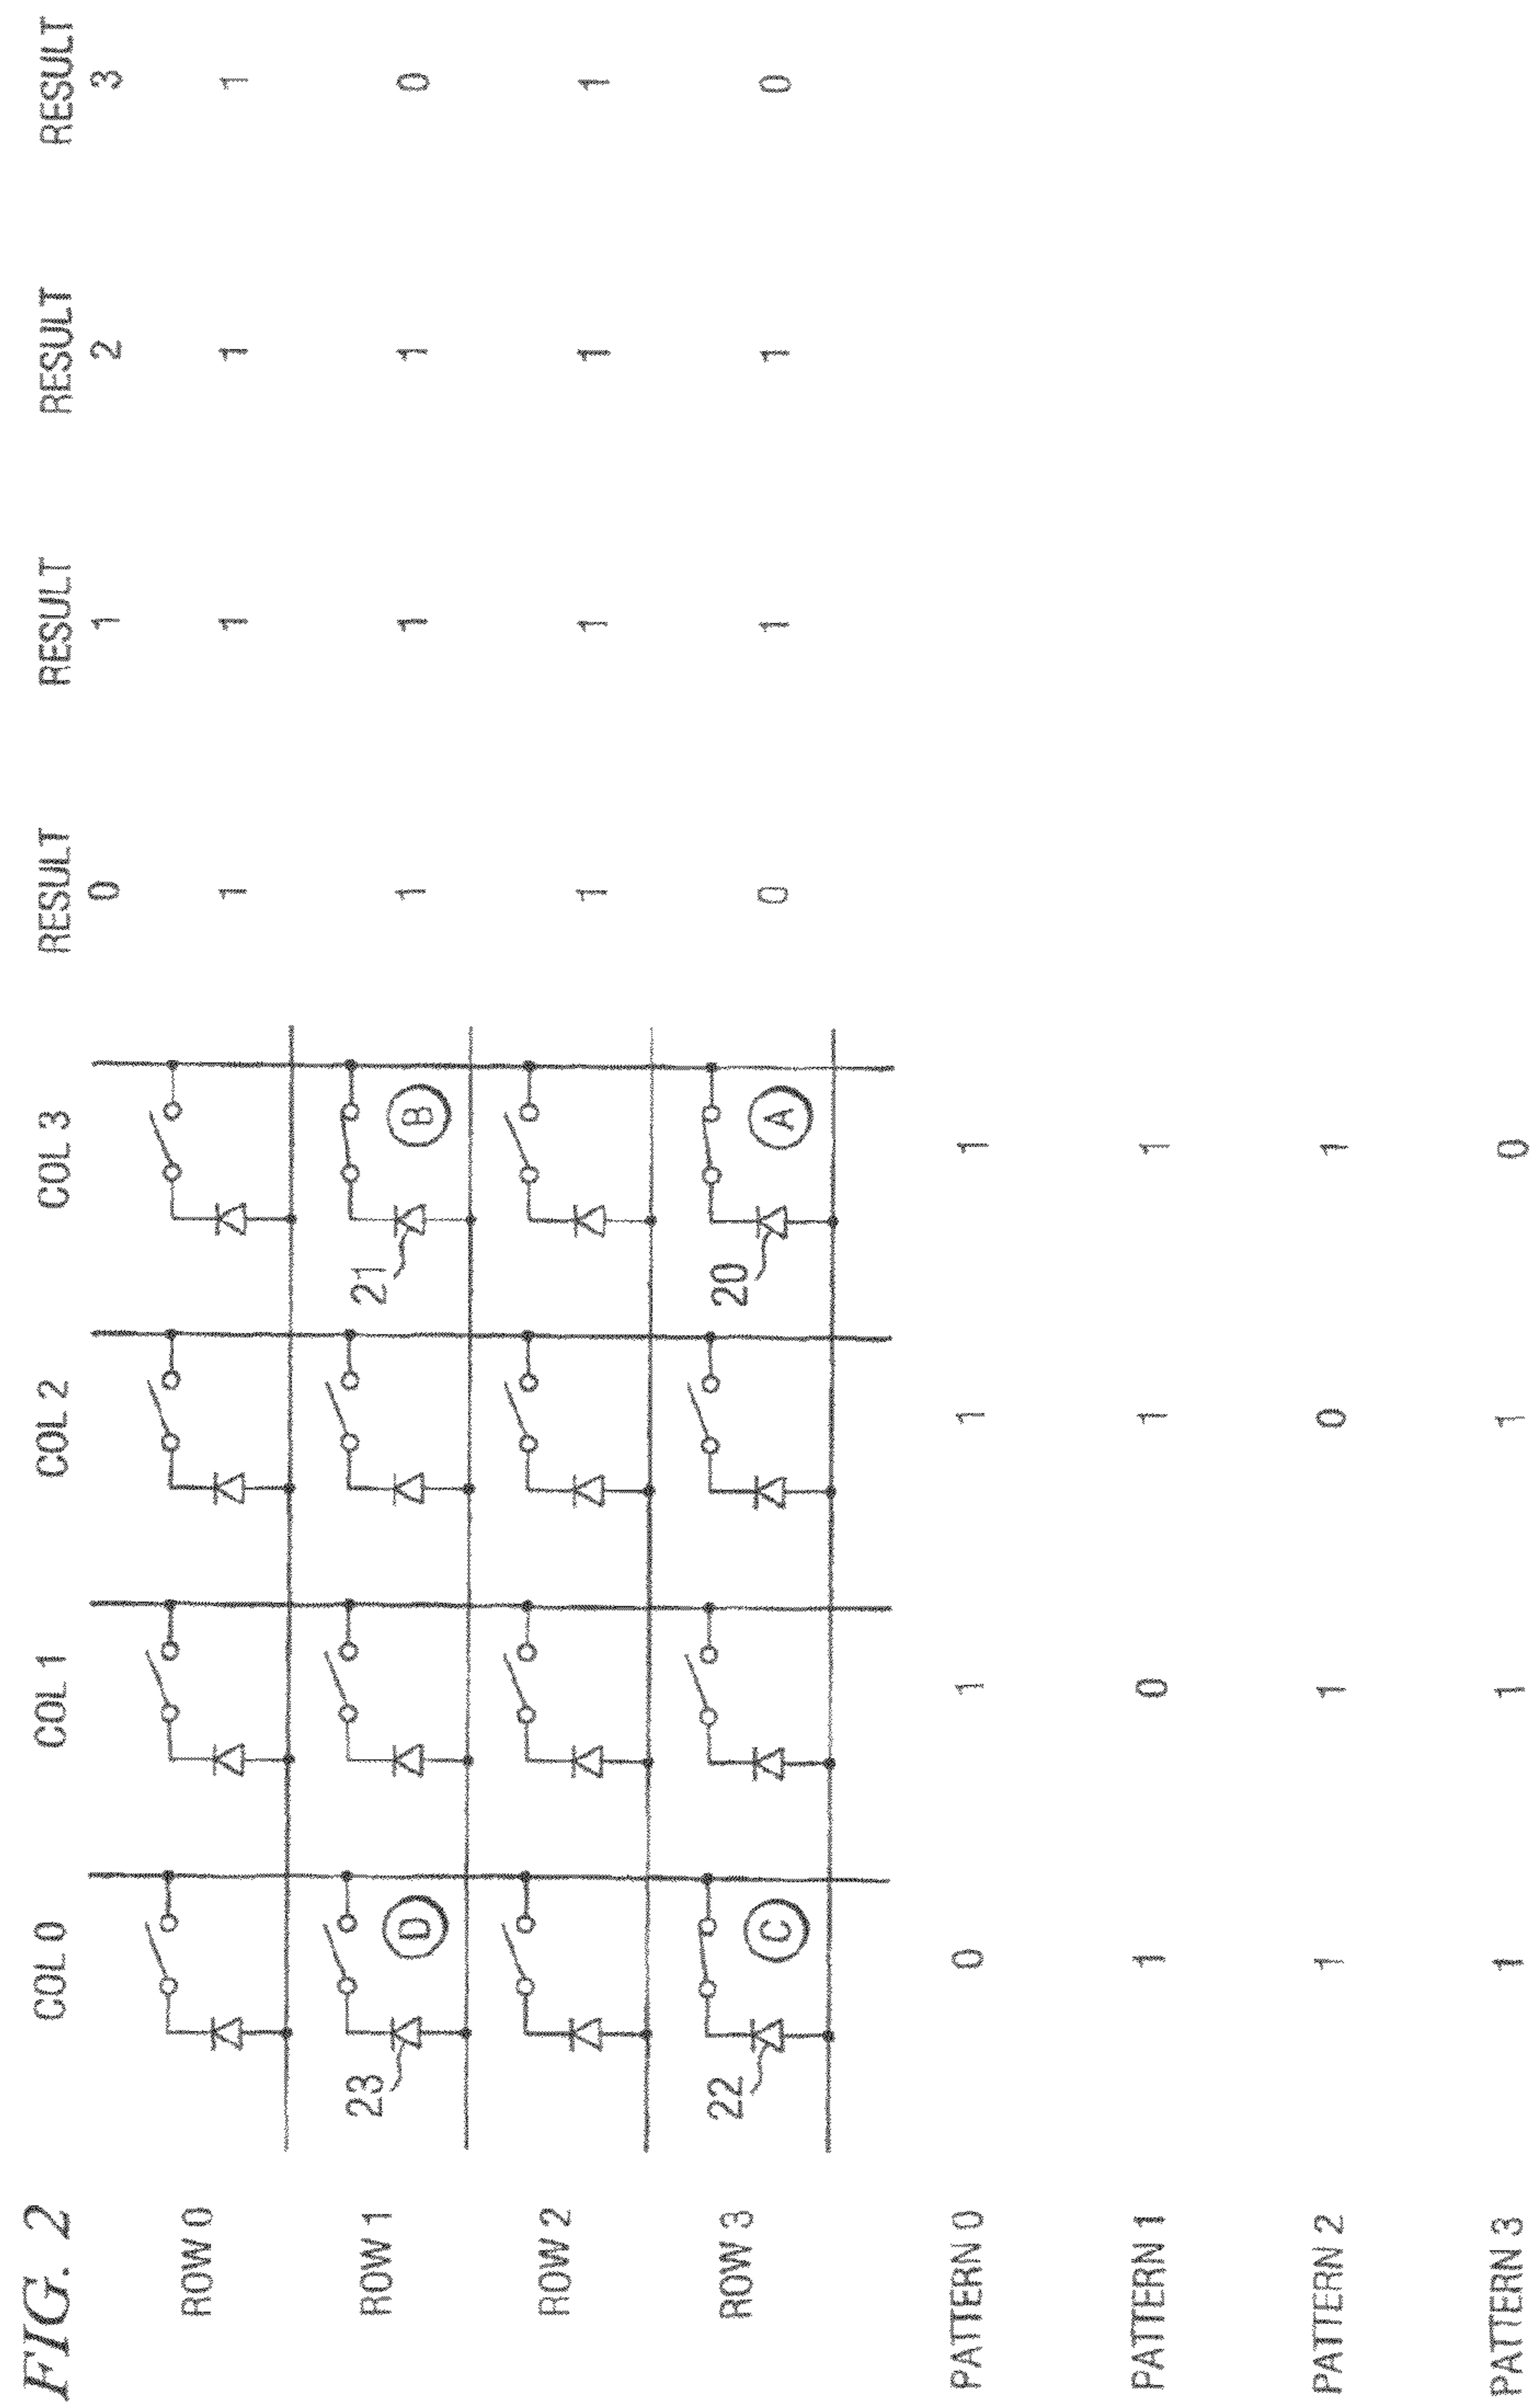 FIG. 2
COL 0 COL 1 COL 2 COL 3 RESULT 0 RESULT 1 RESULT 2 RESULT 3
ROW 0 1 1 1 1
ROW 1 23 D 21 B 1 1 1 0
ROW 2 1 1 1 1
ROW 3 22 C 20 A 0 1 1 0
PATTERN 0 0 1 1 1
PATTERN 1 1 0 1 1
PATTERN 2 1 1 0 1
PATTERN 3 1 1 1 0